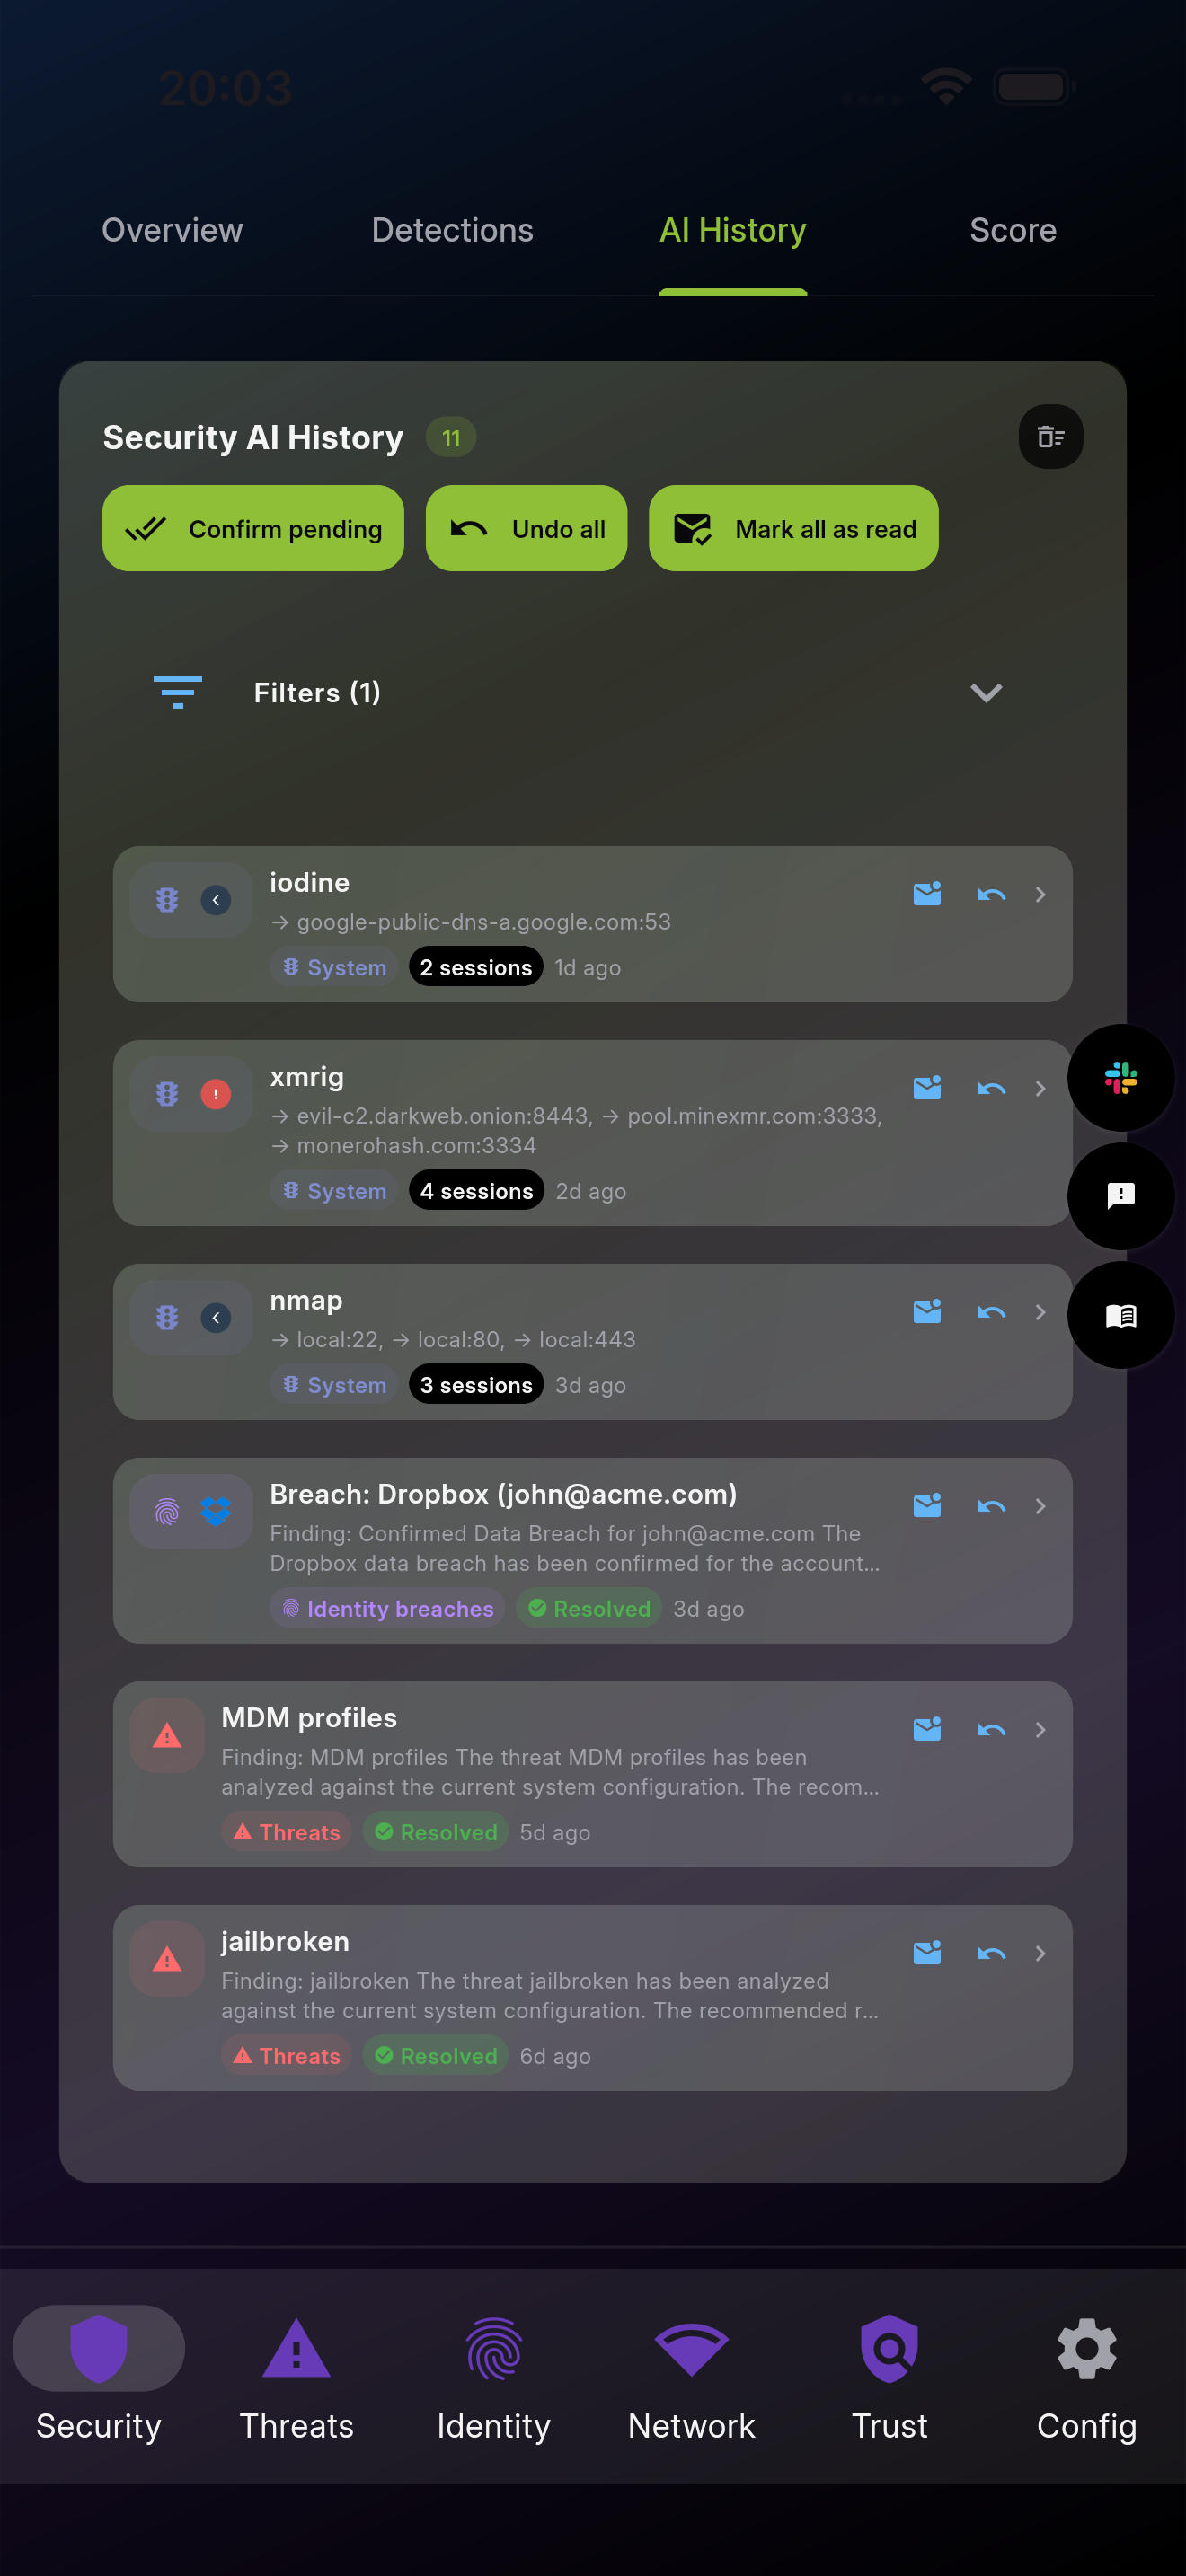 20:03
Overview Detections AI History Score
Security AI History 11
Confirm pending Undo all Mark all as read
Filters (1)
iodine
→ google-public-dns-a.google.com:53
System 2 sessions 1d ago
xmrig
→ evil-c2.darkweb.onion:8443, → pool.minexmr.com:3333,
→ monerohash.com:3334
System 4 sessions 2d ago
nmap
→ local:22, → local:80, → local:443
System 3 sessions 3d ago
Breach: Dropbox (john@acme.com)
Finding: Confirmed Data Breach for john@acme.com The
Dropbox data breach has been confirmed for the account...
Identity breaches Resolved 3d ago
MDM profiles
Finding: MDM profiles The threat MDM profiles has been
analyzed against the current system configuration. The recom...
Threats Resolved 5d ago
jailbroken
Finding: jailbroken The threat jailbroken has been analyzed
against the current system configuration. The recommended r...
Threats Resolved 6d ago
Security Threats Identity Network Trust Config